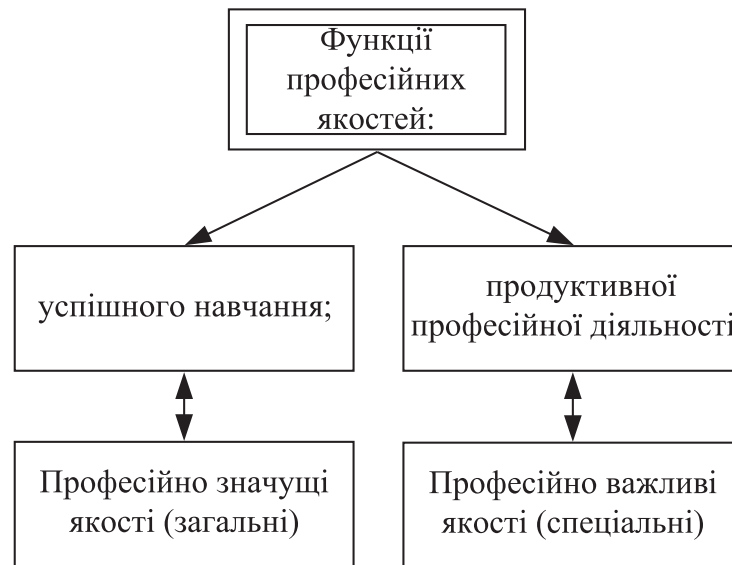 Функції
професійних
якостей:
успішного навчання;
продуктивної
професійної діяльності
Професійно значущі
якості (загальні)
Професійно важливі
якості (спеціальні)